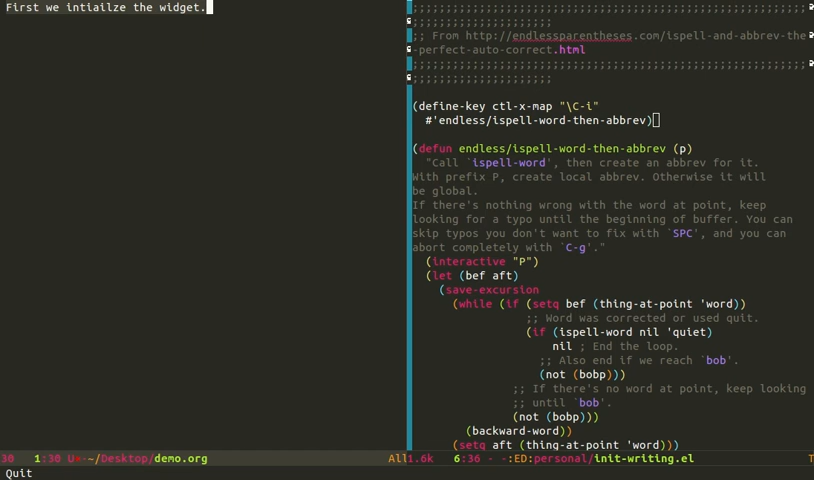 First we intiailze the widget.
30 1:30 U*--~/Desktop/demo.org All
Quit
;;;;;;;;;;;;;;;;;;;;;;;;;;;;;;;;;;;;;;;;;;;;;;;;;;;;;;;;;;;
;;;;;;;;;;;;;;;;;;;;;
;; From http://endlessparentheses.com/ispell-and-abbrev-the
-perfect-auto-correct.html
;;;;;;;;;;;;;;;;;;;;;;;;;;;;;;;;;;;;;;;;;;;;;;;;;;;;;;;;;;;
;;;;;;;;;;;;;;;;;;;;;
(define-key ctl-x-map "\C-i"
  #'endless/ispell-word-then-abbrev)
(defun endless/ispell-word-then-abbrev (p)
  "Call `ispell-word', then create an abbrev for it.
With prefix P, create local abbrev. Otherwise it will
be global.
If there's nothing wrong with the word at point, keep
looking for a typo until the beginning of buffer. You can
skip typos you don't want to fix with `SPC', and you can
abort completely with `C-g'."
  (interactive "P")
  (let (bef aft)
    (save-excursion
      (while (if (setq bef (thing-at-point 'word))
                 ;; Word was corrected or used quit.
                 (if (ispell-word nil 'quiet)
                     nil ; End the loop.
                   ;; Also end if we reach `bob'.
                   (not (bobp)))
               ;; If there's no word at point, keep looking
               ;; until `bob'.
               (not (bobp)))
        (backward-word))
      (setq aft (thing-at-point 'word)))
1.6k 6:36 - -:ED:personal/init-writing.el T